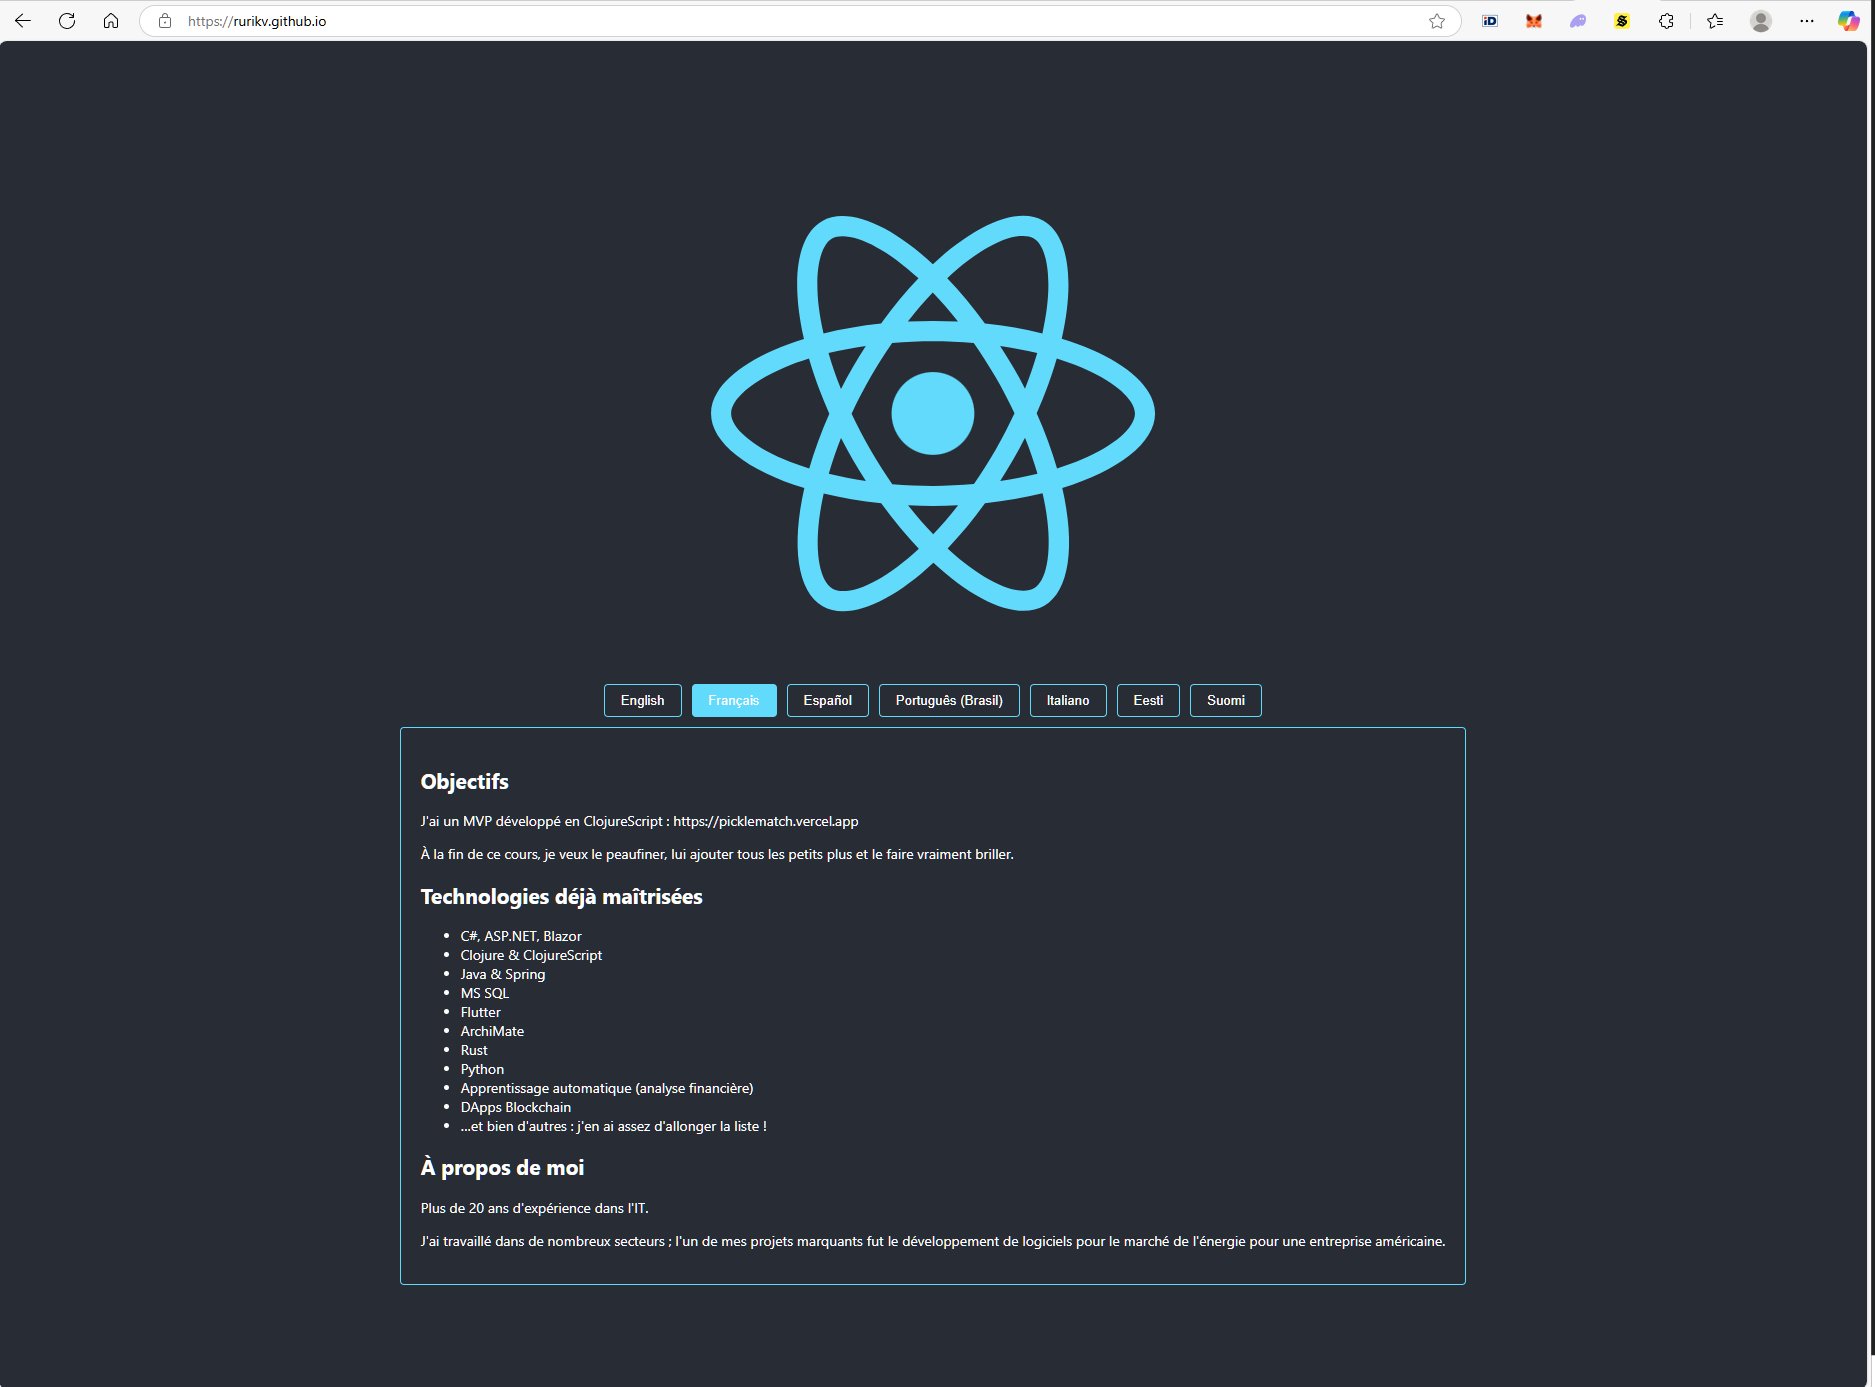 https://rurikv.github.io
English
Français
Español
Português (Brasil)
Italiano
Eesti
Suomi
Objectifs
J'ai un MVP développé en ClojureScript : https://picklematch.vercel.app
À la fin de ce cours, je veux le peaufiner, lui ajouter tous les petits plus et le faire vraiment briller.
Technologies déjà maîtrisées
• C#, ASP.NET, Blazor
• Clojure & ClojureScript
• Java & Spring
• MS SQL
• Flutter
• ArchiMate
• Rust
• Python
• Apprentissage automatique (analyse financière)
• DApps Blockchain
• ...et bien d'autres : j'en ai assez d'allonger la liste !
À propos de moi
Plus de 20 ans d'expérience dans l'IT.
J'ai travaillé dans de nombreux secteurs ; l'un de mes projets marquants fut le développement de logiciels pour le marché de l'énergie pour une entreprise américaine.